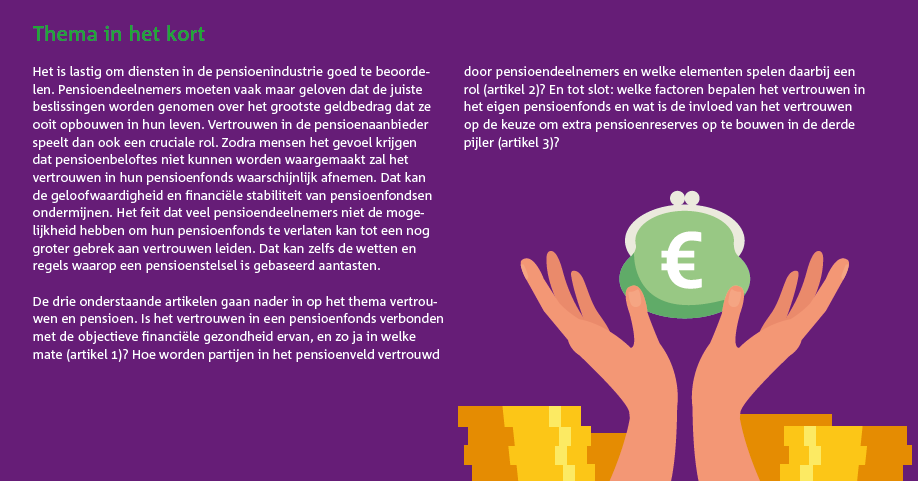 Thema in het kort
Het is lastig om diensten in de pensioenindustrie goed te beoorde-
len. Pensioendeelnemers moeten vaak maar geloven dat de juiste
beslissingen worden genomen over het grootste geldbedrag dat ze
ooit opbouwen in hun leven. Vertrouwen in de pensioenaanbieder
speelt dan ook een cruciale rol. Zodra mensen het gevoel krijgen
dat pensioenbeloftes niet kunnen worden waargemaakt zal het
vertrouwen in hun pensioenfonds waarschijnlijk afnemen. Dat kan
de geloofwaardigheid en financiële stabiliteit van pensioenfondsen
ondermijnen. Het feit dat veel pensioendeelnemers niet de moge-
lijkheid hebben om hun pensioenfonds te verlaten kan tot een nog
groter gebrek aan vertrouwen leiden. Dat kan zelfs de wetten en
regels waarop een pensioenstelsel is gebaseerd aantasten.
De drie onderstaande artikelen gaan nader in op het thema vertrou-
wen en pensioen. Is het vertrouwen in een pensioenfonds verbonden
met de objectieve financiële gezondheid ervan, en zo ja in welke
mate (artikel 1)? Hoe worden partijen in het pensioenveld vertrouwd
door pensioendeelnemers en welke elementen spelen daarbij een
rol (artikel 2)? En tot slot: welke factoren bepalen het vertrouwen in
het eigen pensioenfonds en wat is de invloed van het vertrouwen
op de keuze om extra pensioenreserves op te bouwen in de derde
pijler (artikel 3)?
€